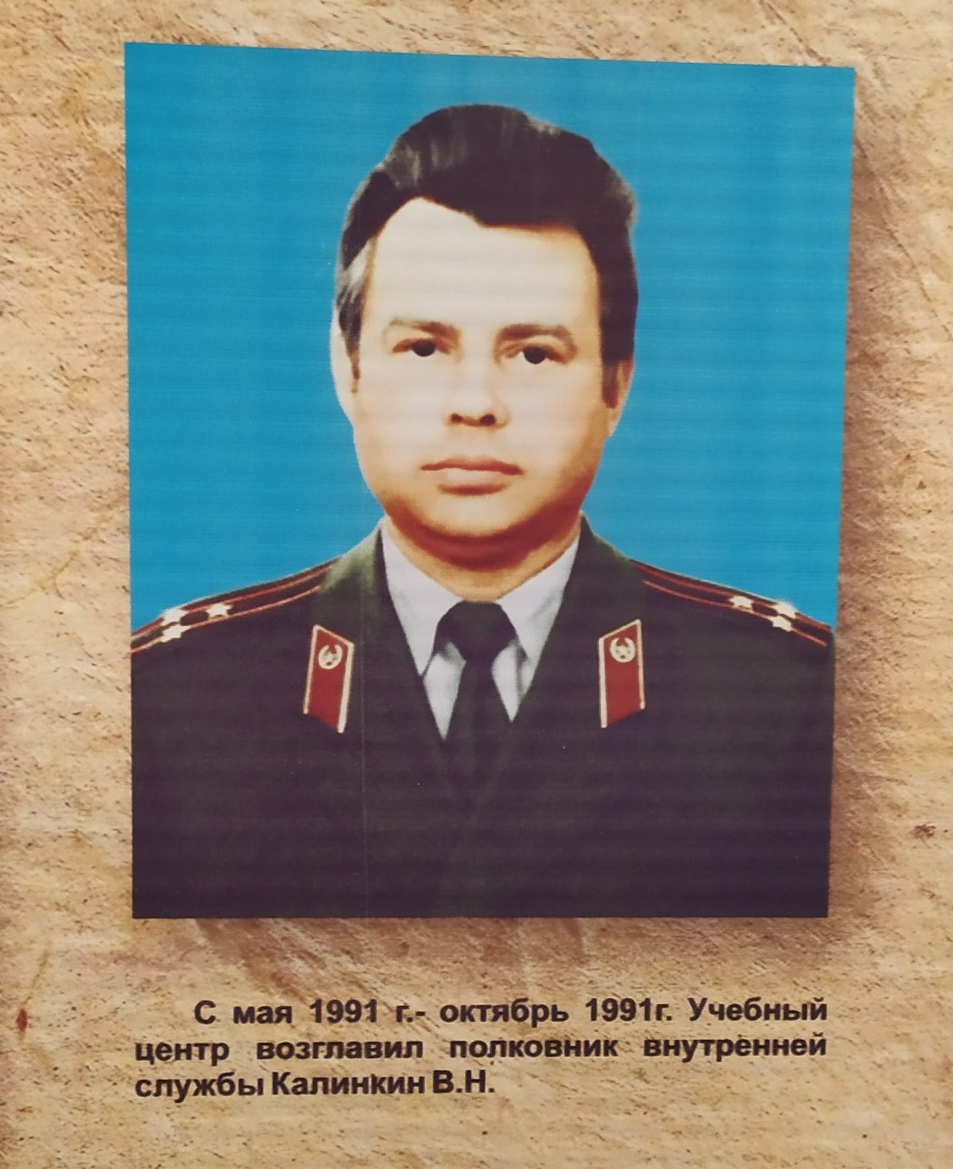 С мая 1991 г.- октябрь 1991г. Учебный
центр возглавил полковник внутренней
службы Калинкин В.Н.